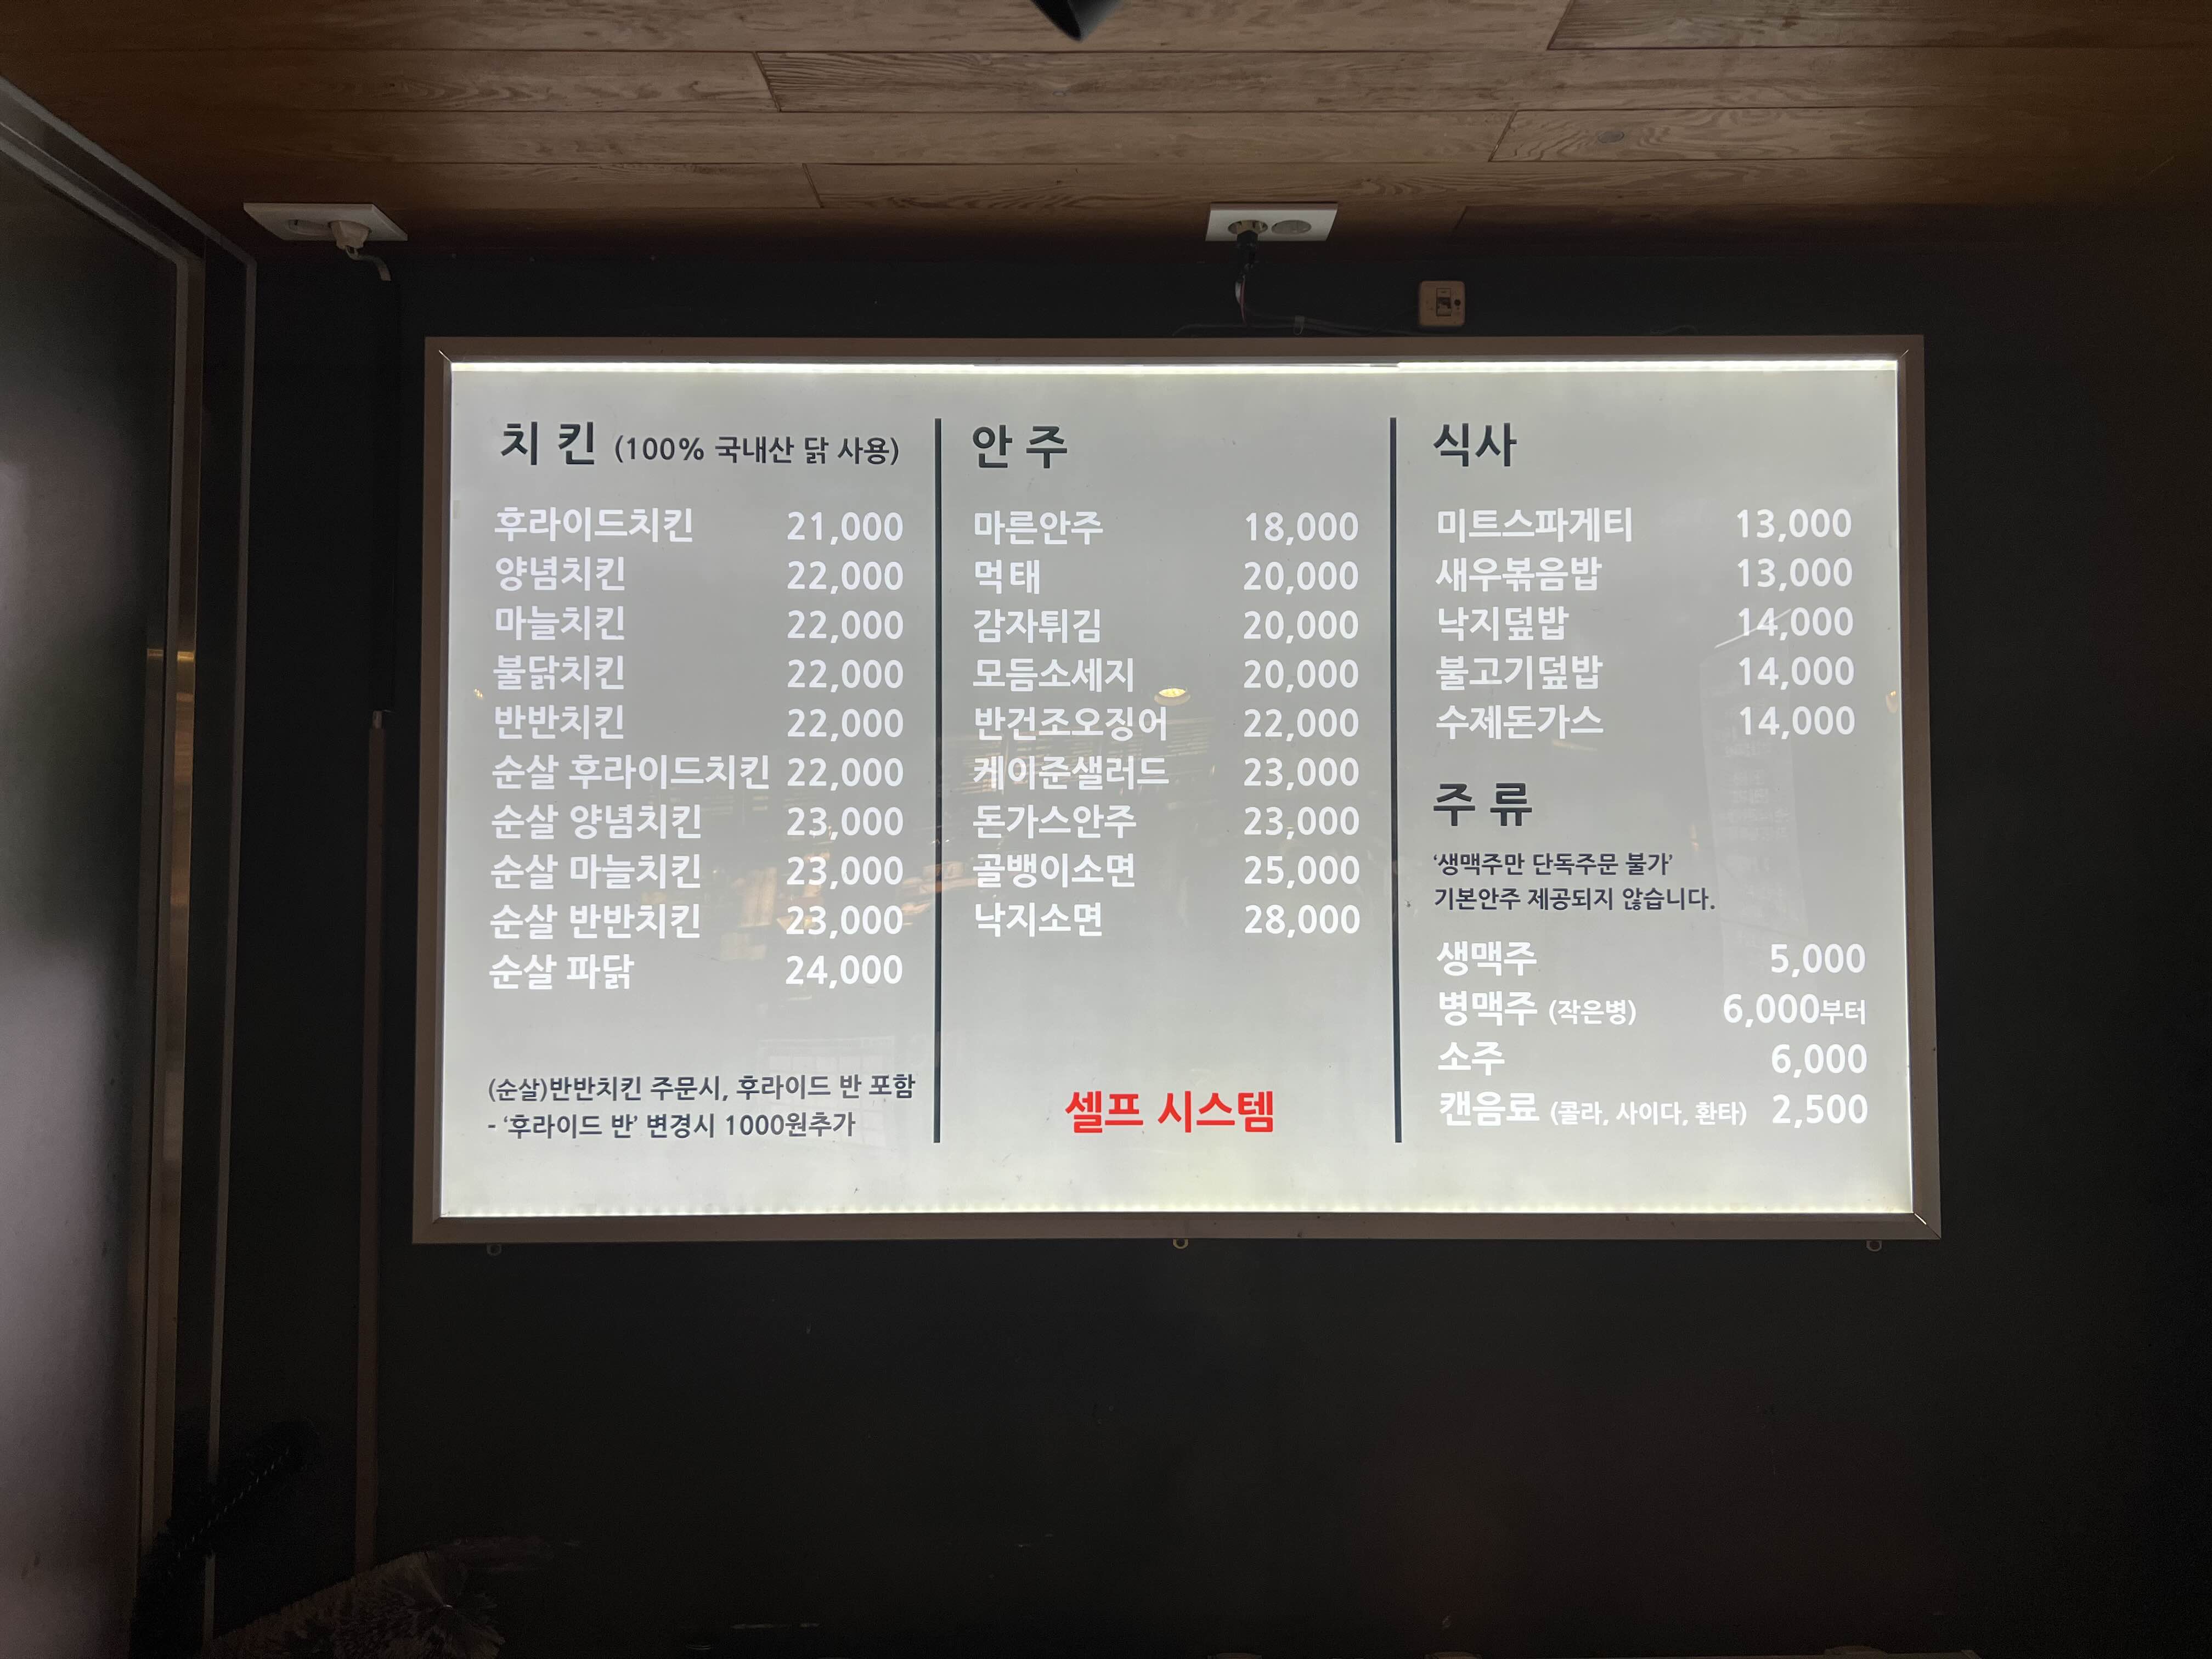 치킨 (100% 국내산 닭 사용)
후라이드치킨 21,000
양념치킨 22,000
마늘치킨 22,000
불닭치킨 22,000
반반치킨 22,000
순살 후라이드치킨 22,000
순살 양념치킨 23,000
순살 마늘치킨 23,000
순살 반반치킨 23,000
순살 파닭 24,000
(순살)반반치킨 주문시, 후라이드 반 포함
- ‘후라이드 반’ 변경시 1000원추가
안주
마른안주 18,000
먹태 20,000
감자튀김 20,000
모듬소세지 20,000
반건조오징어 22,000
케이준샐러드 23,000
돈가스안주 23,000
골뱅이소면 25,000
낙지소면 28,000
셀프 시스템
식사
미트스파게티 13,000
새우볶음밥 13,000
낙지덮밥 14,000
불고기덮밥 14,000
수제돈가스 14,000
주류
‘생맥주만 단독주문 불가’
기본안주 제공되지 않습니다.
생맥주 5,000
병맥주 (작은병) 6,000부터
소주 6,000
캔음료 (콜라, 사이다, 환타) 2,500